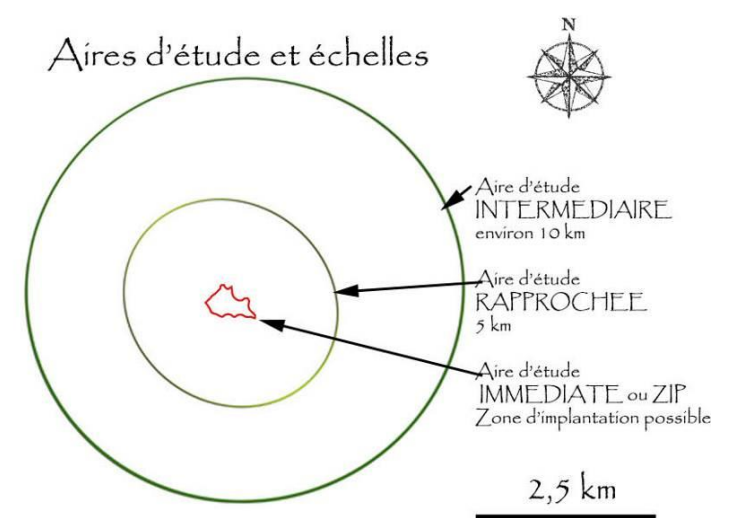 N
Aires d'étude et échelles
Aire d'étude
INTERMEDIAIRE
environ 10 km
Aire d'étude
RAPPROCHEE
5 km
Aire d'étude
IMMEDIATE ou ZIP
Zone d'implantation possible
2,5 km